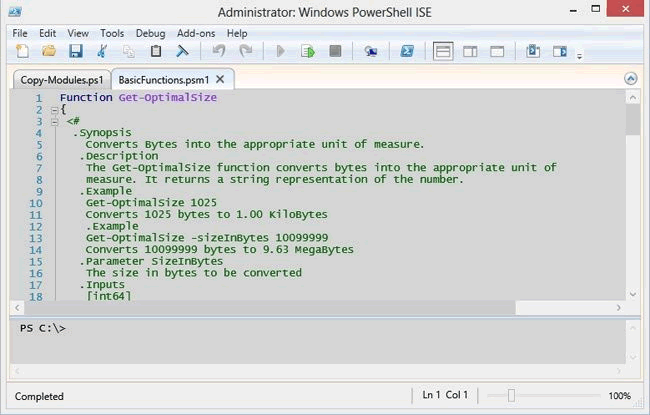 Administrator: Windows PowerShell ISE
File Edit View Tools Debug Add-ons Help
Copy-Modules.ps1 BasicFunctions.psm1
1 Function Get-OptimalSize
2 {
3 <#
4 .Synopsis
5 Converts Bytes into the appropriate unit of measure.
6 .Description
7 The Get-OptimalSize function converts bytes into the appropriate unit of
8 measure. It returns a string representation of the number.
9 .Example
10 Get-OptimalSize 1025
11 Converts 1025 bytes to 1.00 KiloBytes
12 .Example
13 Get-OptimalSize -sizeInBytes 10099999
14 Converts 10099999 bytes to 9.63 MegaBytes
15 .Parameter SizeInBytes
16 The size in bytes to be converted
17 .Inputs
18 [int64]
PS C:\>
Completed Ln 1 Col 1 100%